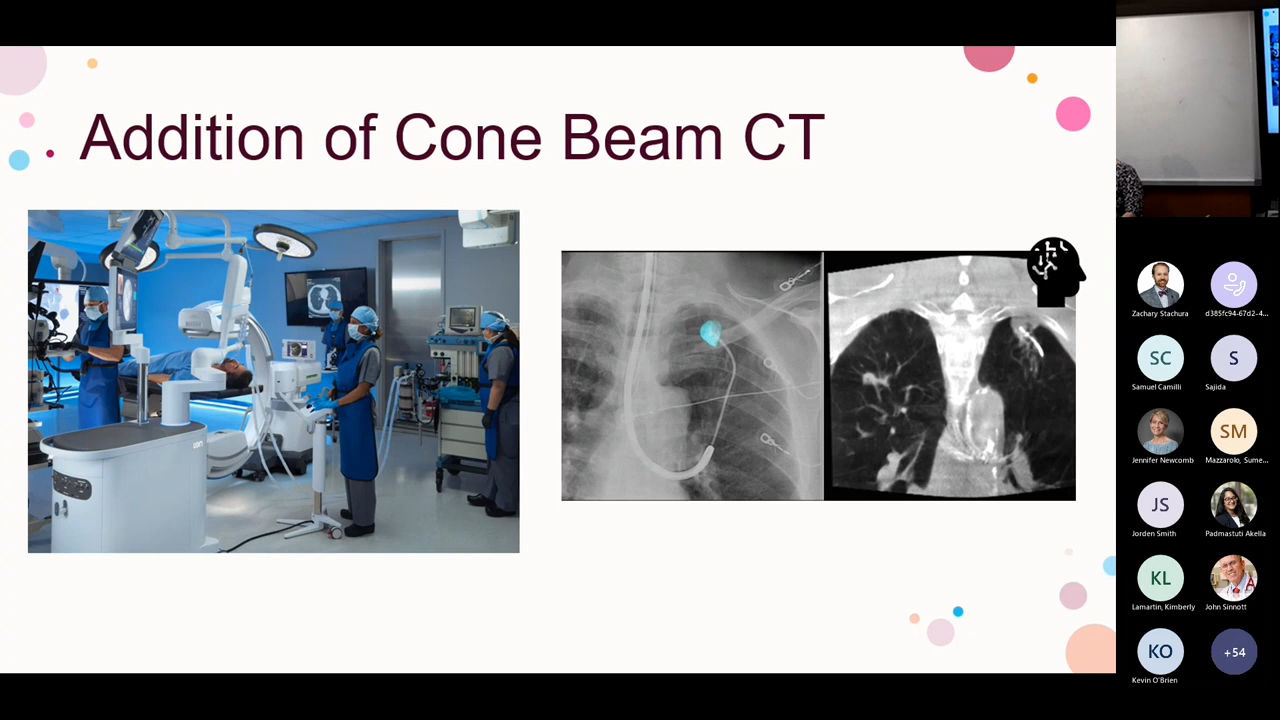 Addition of Cone Beam CT
Zachary Stachura
d385fc94-67d2-4...
SC
Samuel Camilli
S
Sajida
Jennifer Newcomb
SM
Mazzarolo, Sume...
JS
Jorden Smith
Padmastuti Akella
KL
Lamartin, Kimberly
John Sinnott
KO
Kevin O'Brien
+54